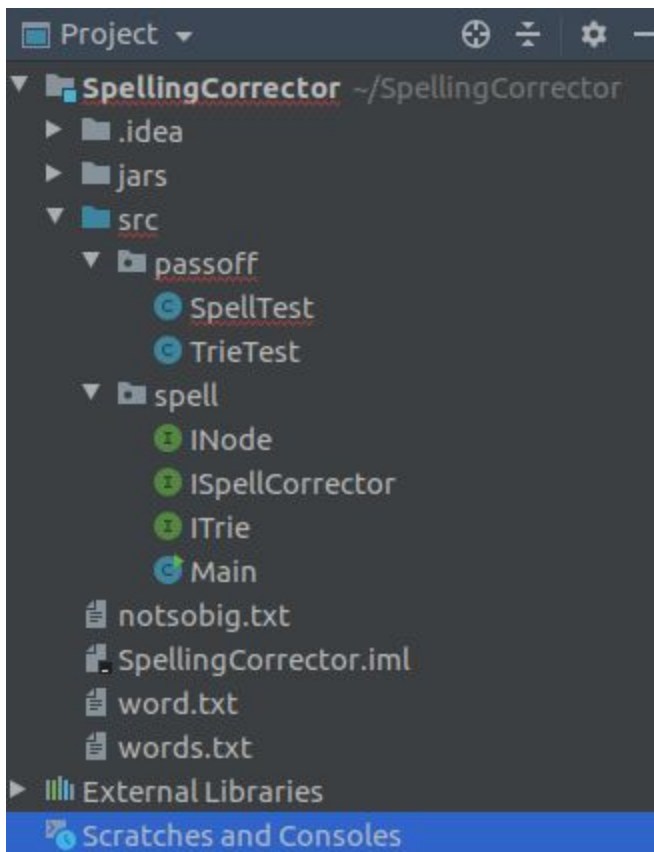 Project
SpellingCorrector ~/SpellingCorrector
.idea
jars
src
passoff
SpellTest
TrieTest
spell
INode
ISpellCorrector
ITrie
Main
notsobig.txt
SpellingCorrector.iml
word.txt
words.txt
External Libraries
Scratches and Consoles